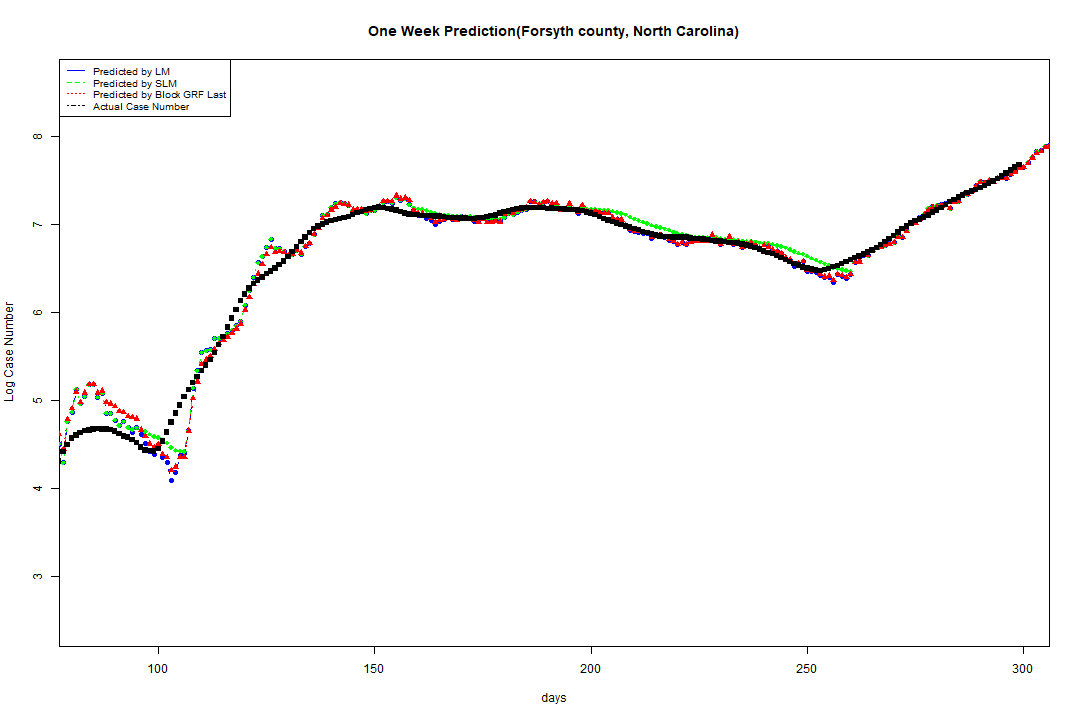 One Week Prediction(Forsyth county, North Carolina)
Predicted by LM
Predicted by SLM
Predicted by Block GRF Last
Actual Case Number
Log Case Number
8
7
6
5
4
3
100 150 200 250 300
days